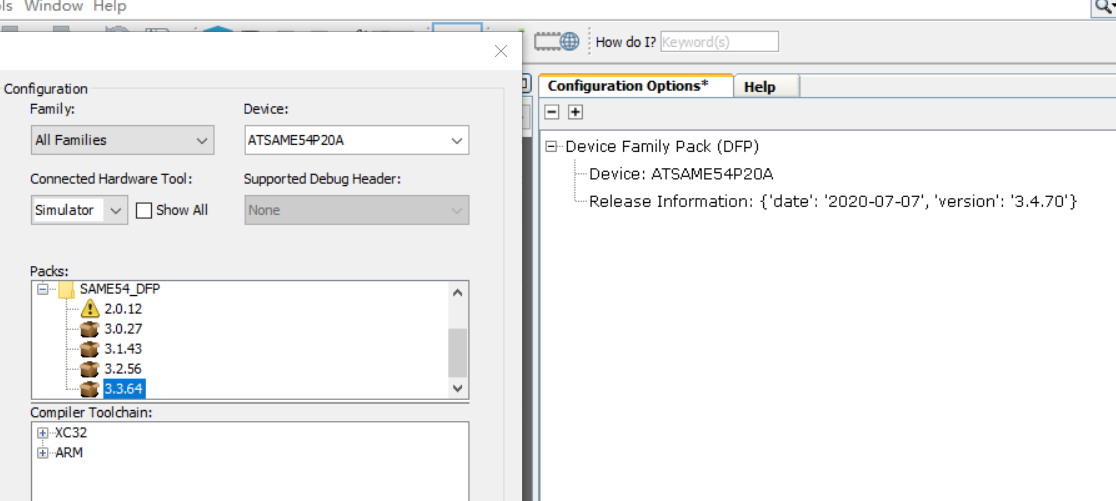 ls Window Help
How do I? Keyword(s)
Configuration
Family:
Device:
All Families
ATSAME54P20A
Connected Hardware Tool:
Supported Debug Header:
Simulator
Show All
None
Packs:
SAME54_DFP
2.0.12
3.0.27
3.1.43
3.2.56
3.3.64
Compiler Toolchain:
XC32
ARM
Configuration Options*
Help
Device Family Pack (DFP)
Device: ATSAME54P20A
Release Information: {'date': '2020-07-07', 'version': '3.4.70'}